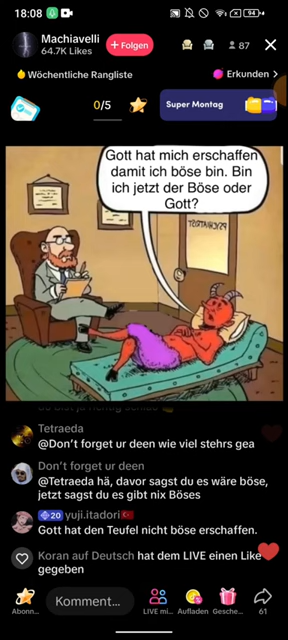 18:08
94
Machiavelli
64.7K Likes
+ Folgen
87
Wöchentliche Rangliste
Erkunden >
0/5
Super Montag
Gott hat mich erschaffen
damit ich böse bin. Bin
ich jetzt der Böse oder
Gott?
PSYCHIATRIST
Tetraeda
@Don't forget ur deen wie viel stehrs gea
Don't forget ur deen
@Tetraeda hä, davor sagst du es wäre böse,
jetzt sagst du es gibt nix Böses
20 yuji.itadori🇹🇷
Gott hat den Teufel nicht böse erschaffen.
Koran auf Deutsch hat dem LIVE einen Like
gegeben
Abonn...
Kommentar...
LIVE mi...
Aufladen
Gesche...
61